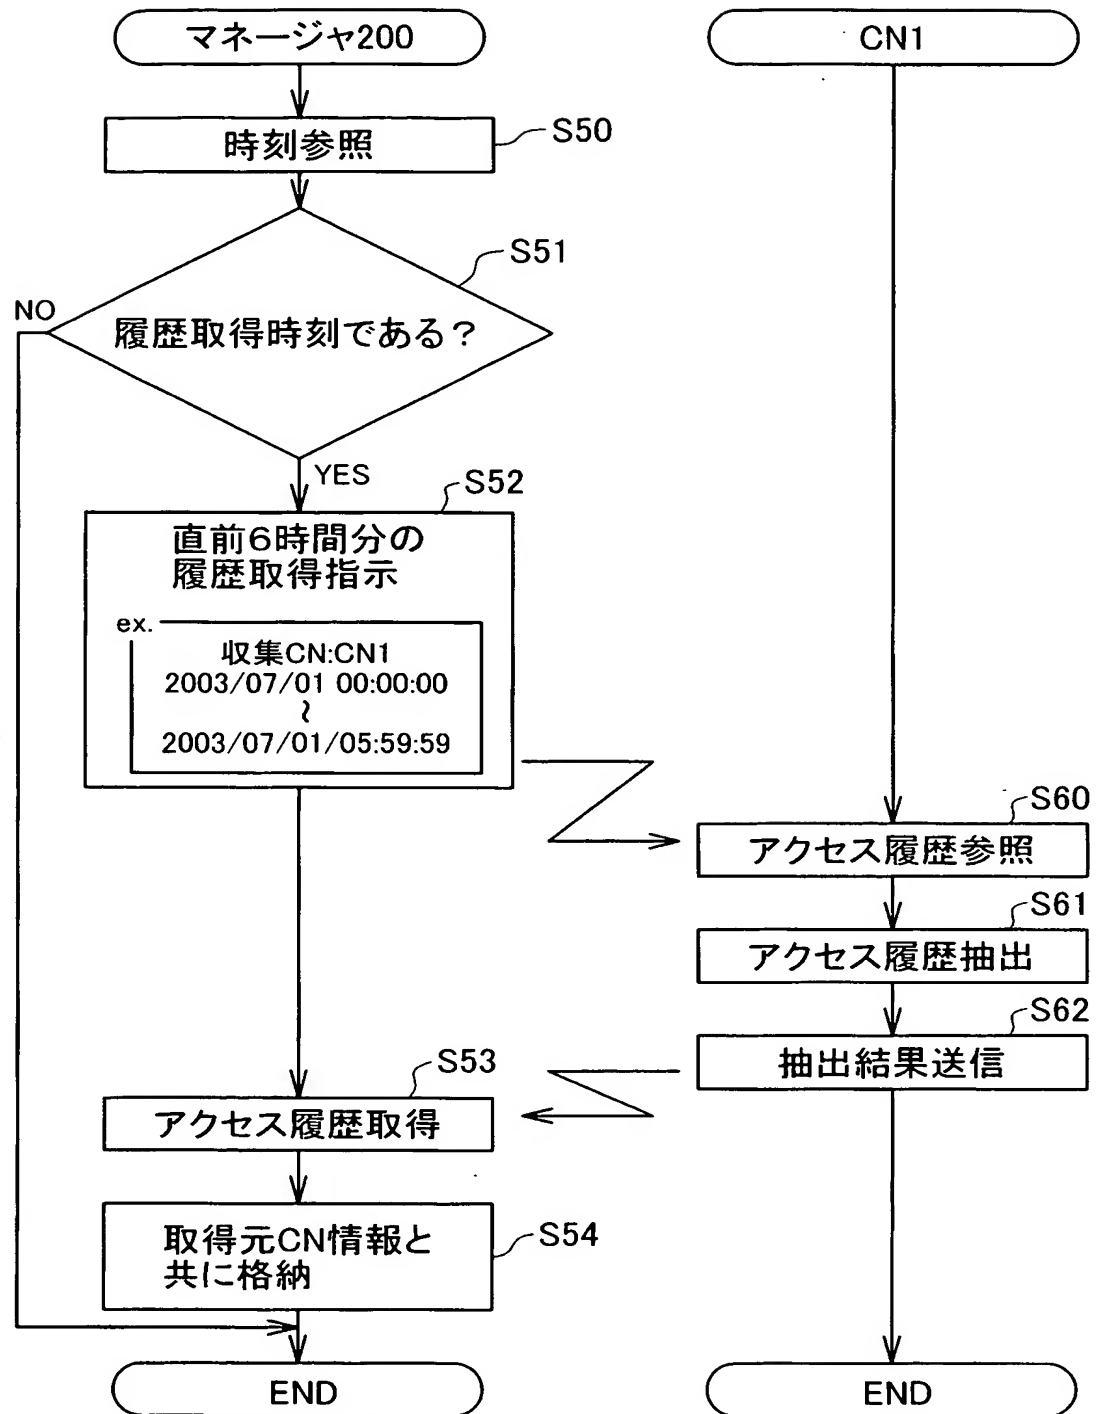 マネージャ200
CN1
時刻参照
S50
S51
NO
履歴取得時刻である？
YES
S52
直前6時間分の
履歴取得指示
ex.
収集CN:CN1
2003/07/01 00:00:00
～
2003/07/01/05:59:59
S60
アクセス履歴参照
S61
アクセス履歴抽出
S62
抽出結果送信
S53
アクセス履歴取得
取得元CN情報と
共に格納
S54
END
END